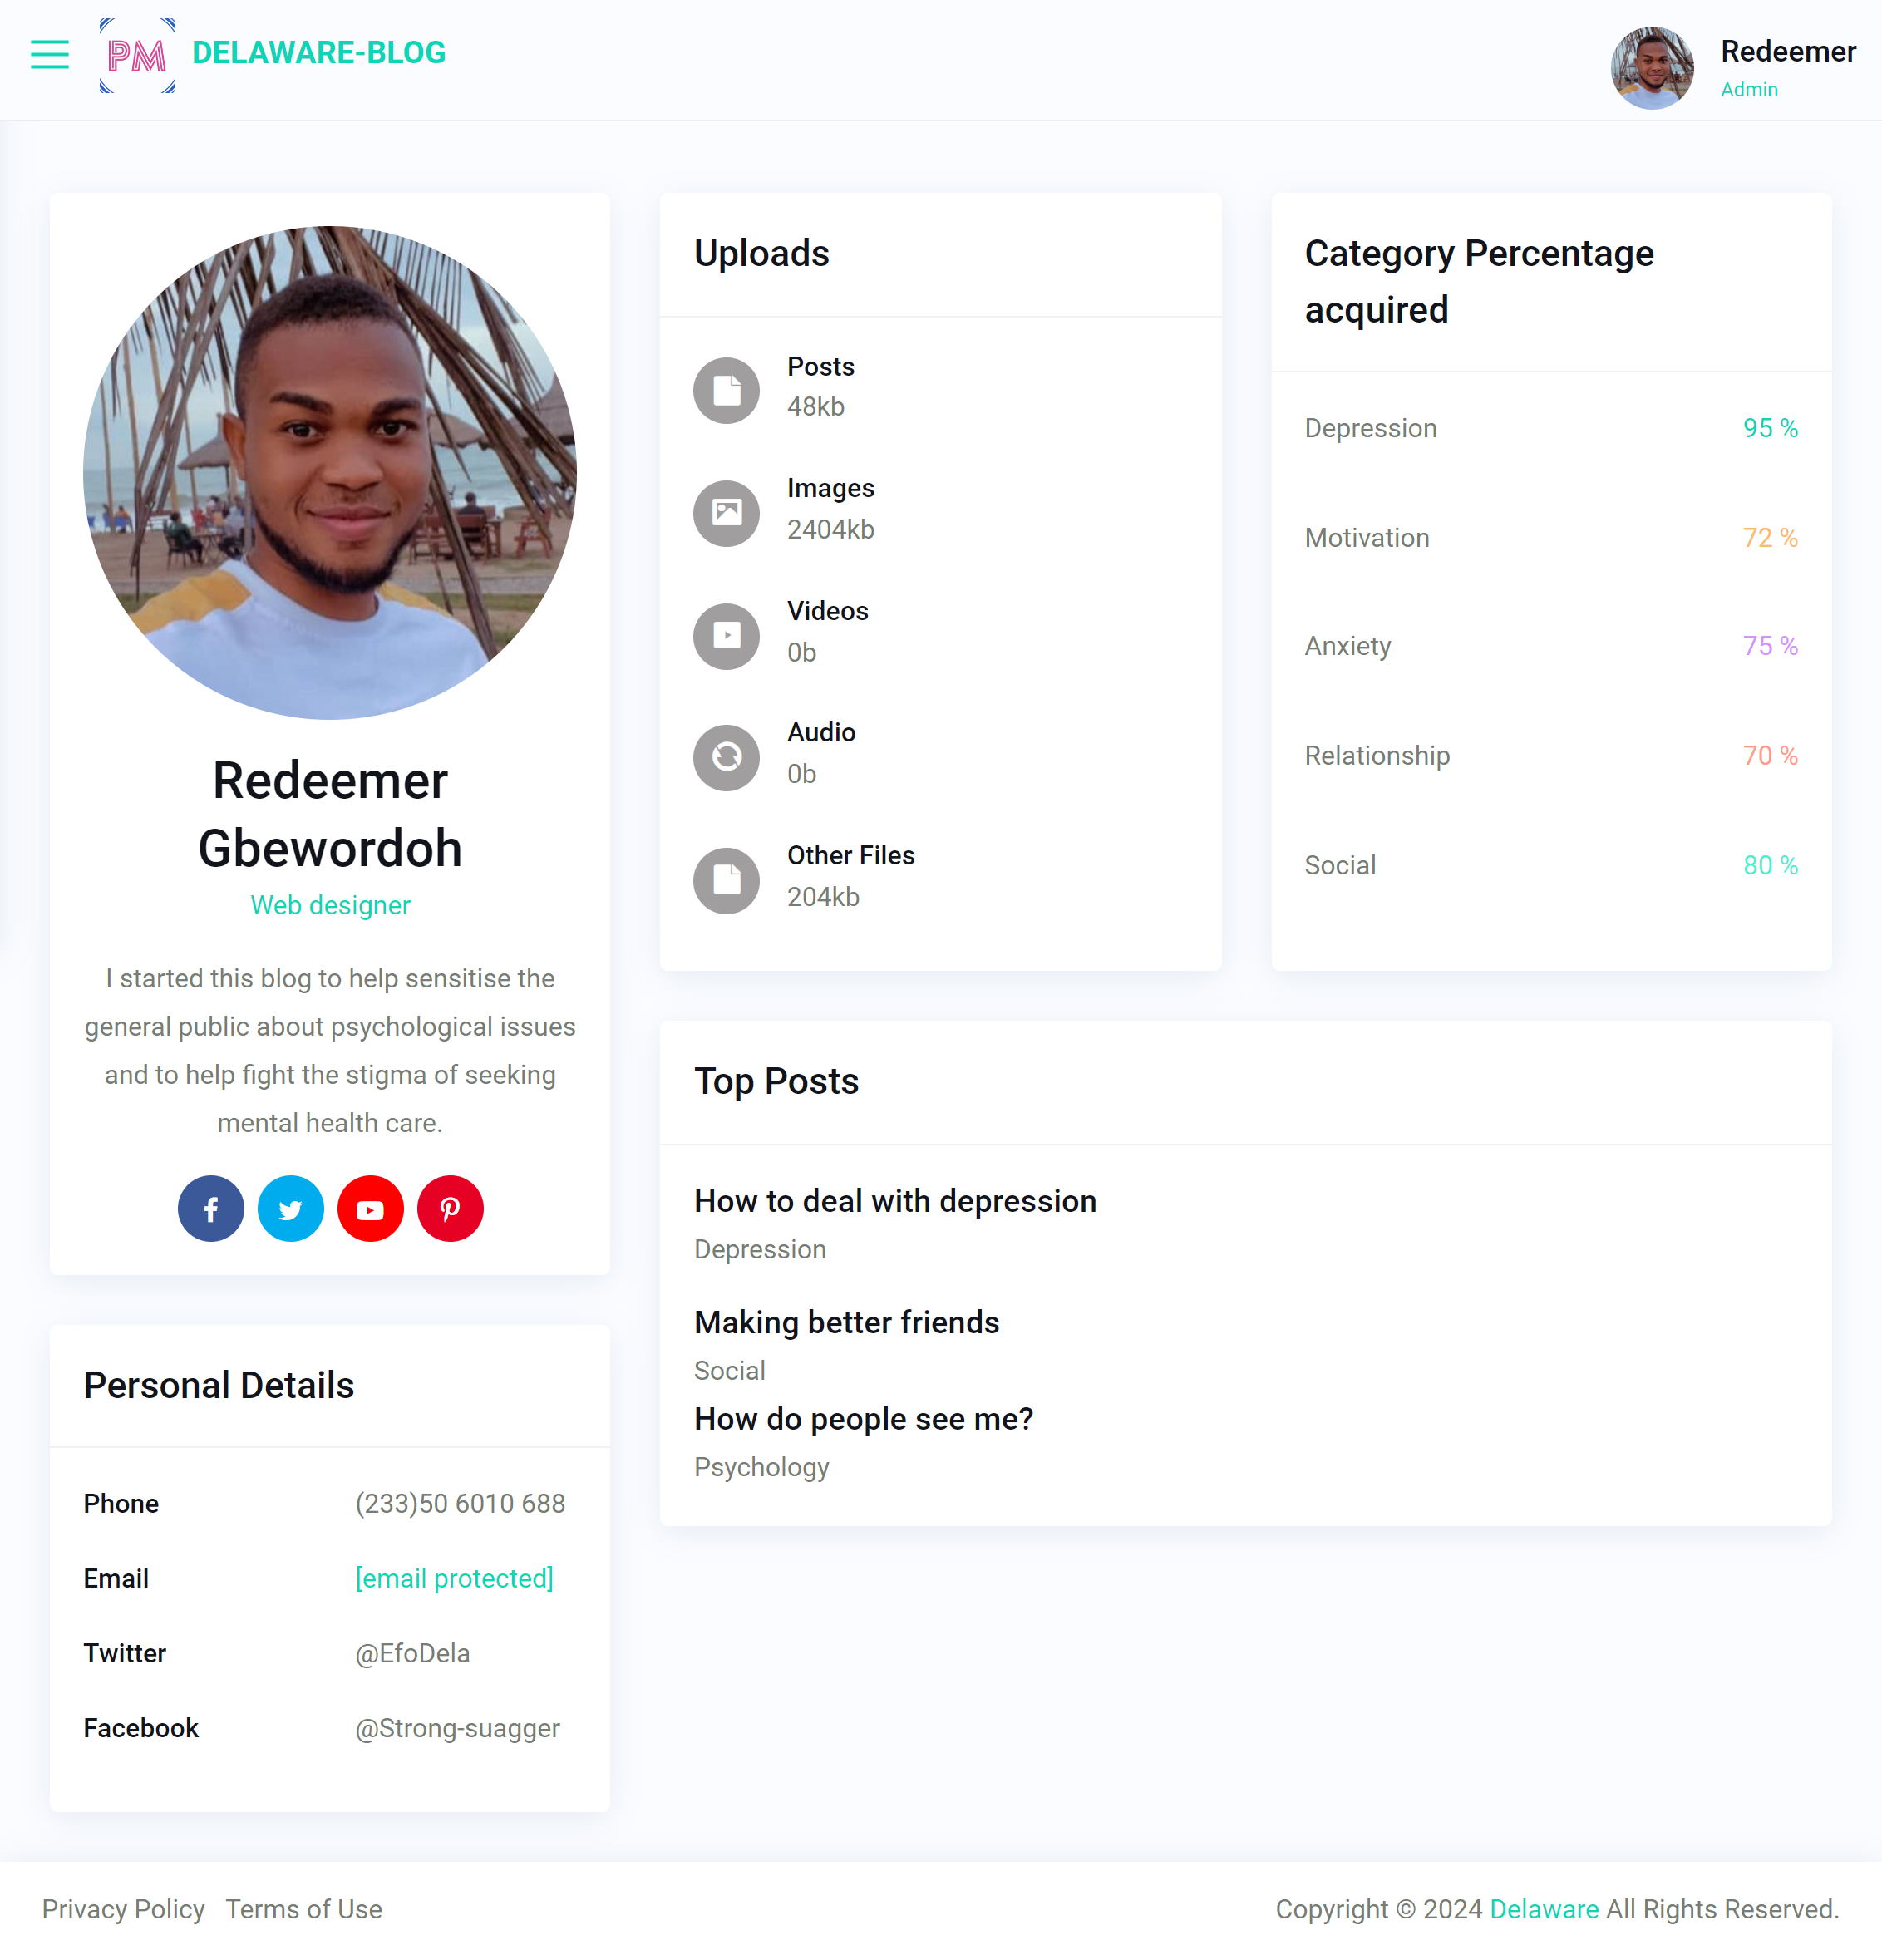 PM
DELAWARE-BLOG
Redeemer
Admin
Redeemer
Gbewordoh
Web designer
I started this blog to help sensitise the
general public about psychological issues
and to help fight the stigma of seeking
mental health care.
Personal Details
Phone (233)50 6010 688
Email [email protected]
Twitter @EfoDela
Facebook @Strong-suagger
Uploads
Posts
48kb
Images
2404kb
Videos
0b
Audio
0b
Other Files
204kb
Category Percentage
acquired
Depression 95 %
Motivation 72 %
Anxiety 75 %
Relationship 70 %
Social 80 %
Top Posts
How to deal with depression
Depression
Making better friends
Social
How do people see me?
Psychology
Privacy Policy Terms of Use
Copyright © 2024 Delaware All Rights Reserved.